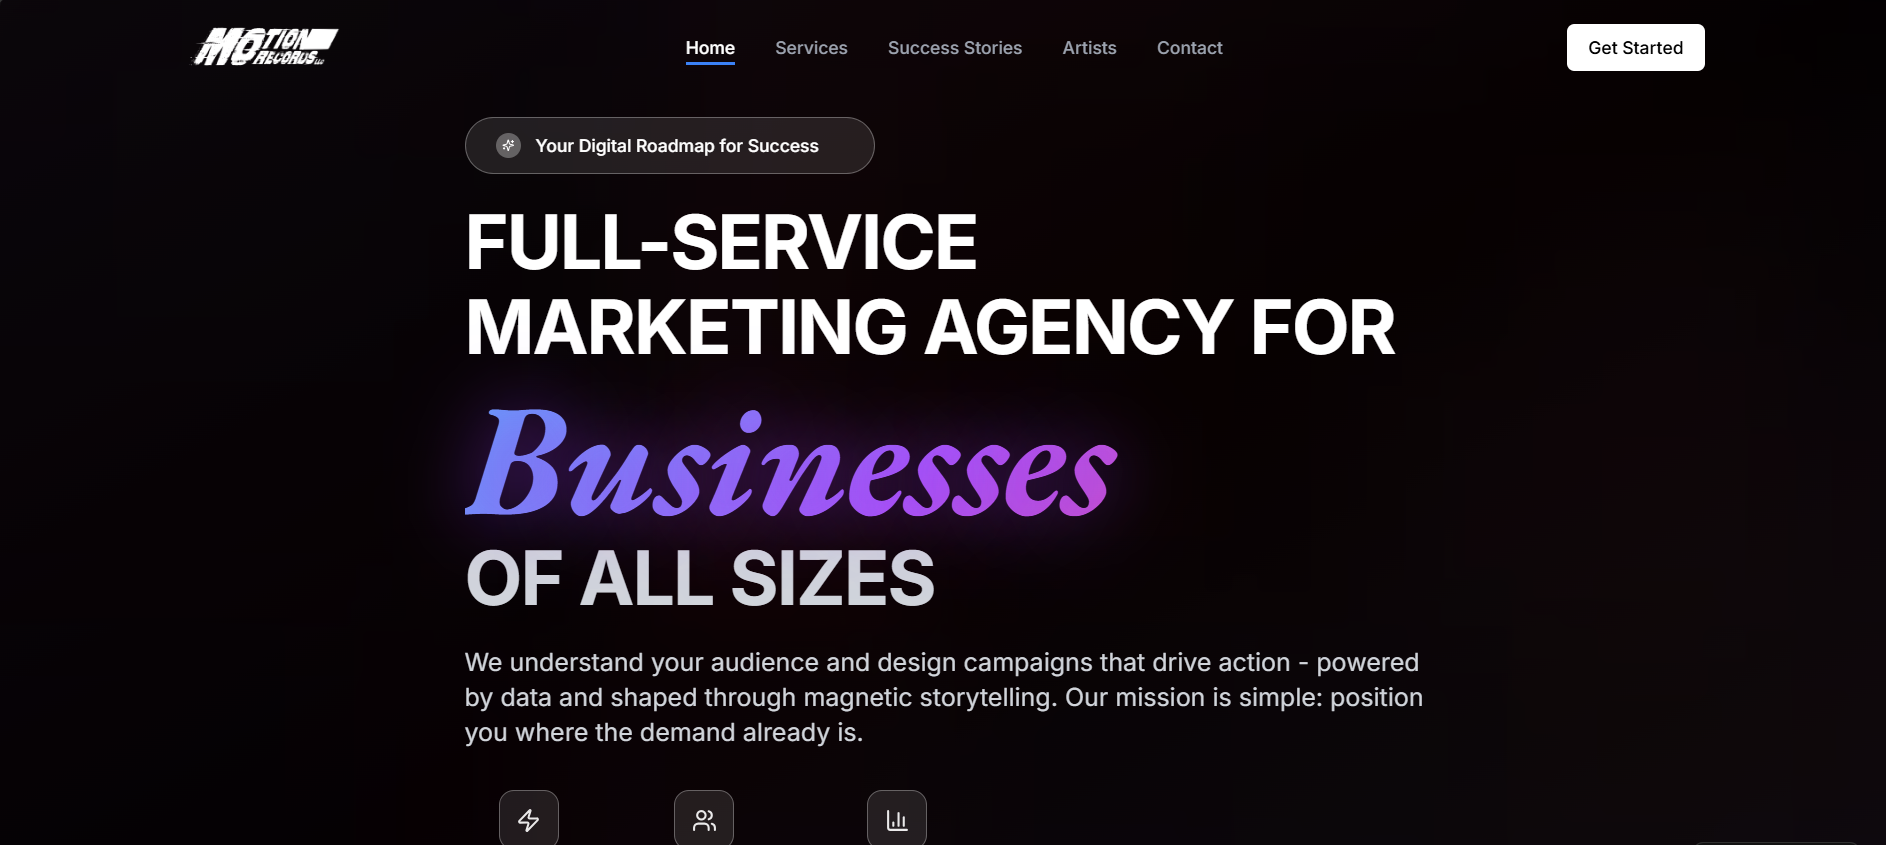 MOTION
RECORDS LLC
Home
Services
Success Stories
Artists
Contact
Get Started
Your Digital Roadmap for Success
FULL-SERVICE
MARKETING AGENCY FOR
Businesses
OF ALL SIZES
We understand your audience and design campaigns that drive action - powered
by data and shaped through magnetic storytelling. Our mission is simple: position
you where the demand already is.